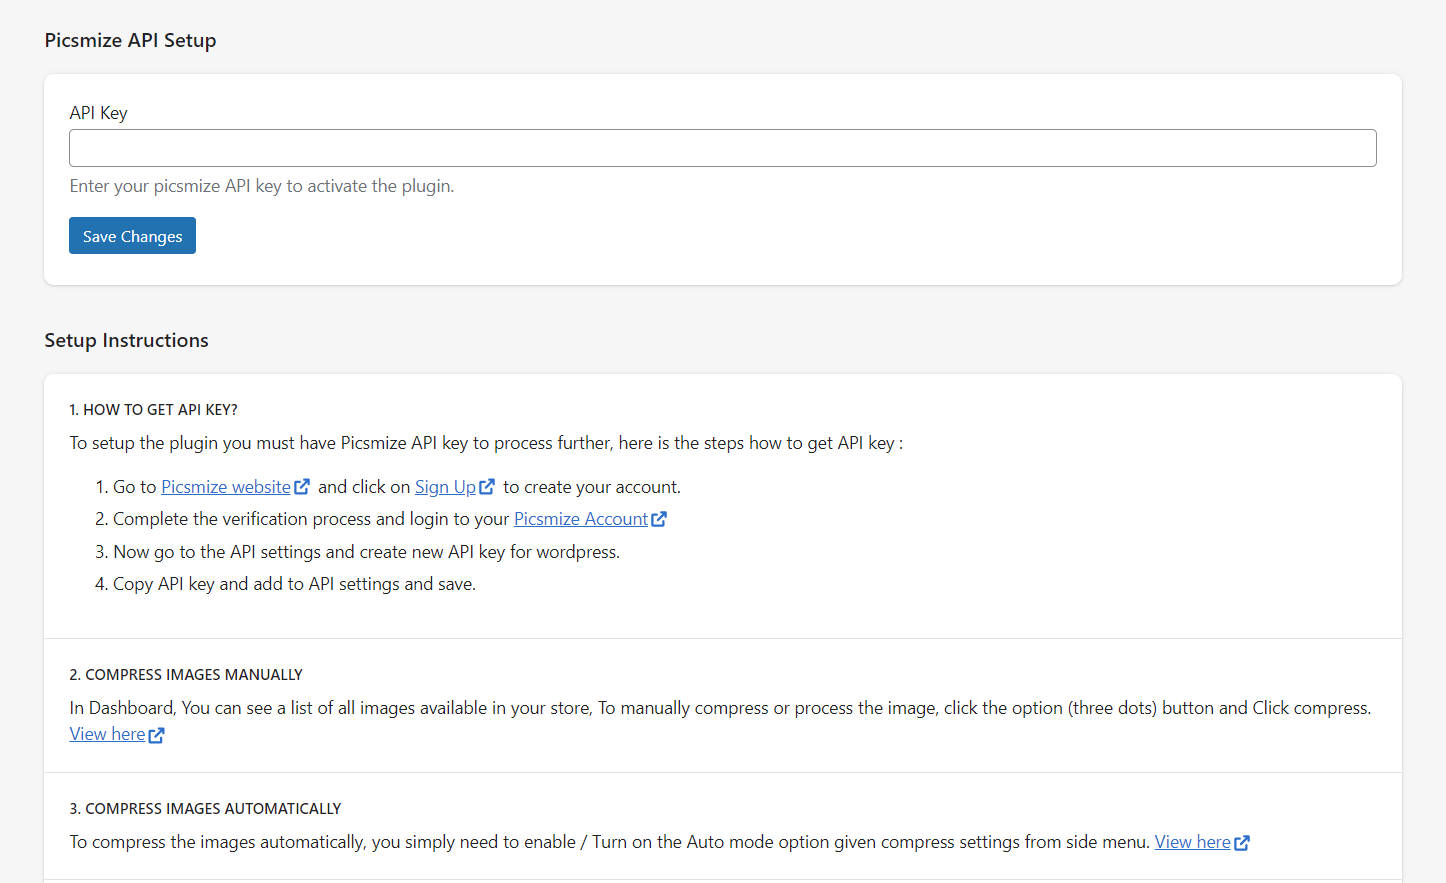 Picsmize API Setup
API Key
Enter your picsmize API key to activate the plugin.
Save Changes
Setup Instructions
1. HOW TO GET API KEY?
To setup the plugin you must have Picsmize API key to process further, here is the steps how to get API key :
1. Go to Picsmize website and click on Sign Up to create your account.
2. Complete the verification process and login to your Picsmize Account
3. Now go to the API settings and create new API key for wordpress.
4. Copy API key and add to API settings and save.
2. COMPRESS IMAGES MANUALLY
In Dashboard, You can see a list of all images available in your store, To manually compress or process the image, click the option (three dots) button and Click compress.
View here
3. COMPRESS IMAGES AUTOMATICALLY
To compress the images automatically, you simply need to enable / Turn on the Auto mode option given compress settings from side menu. View here